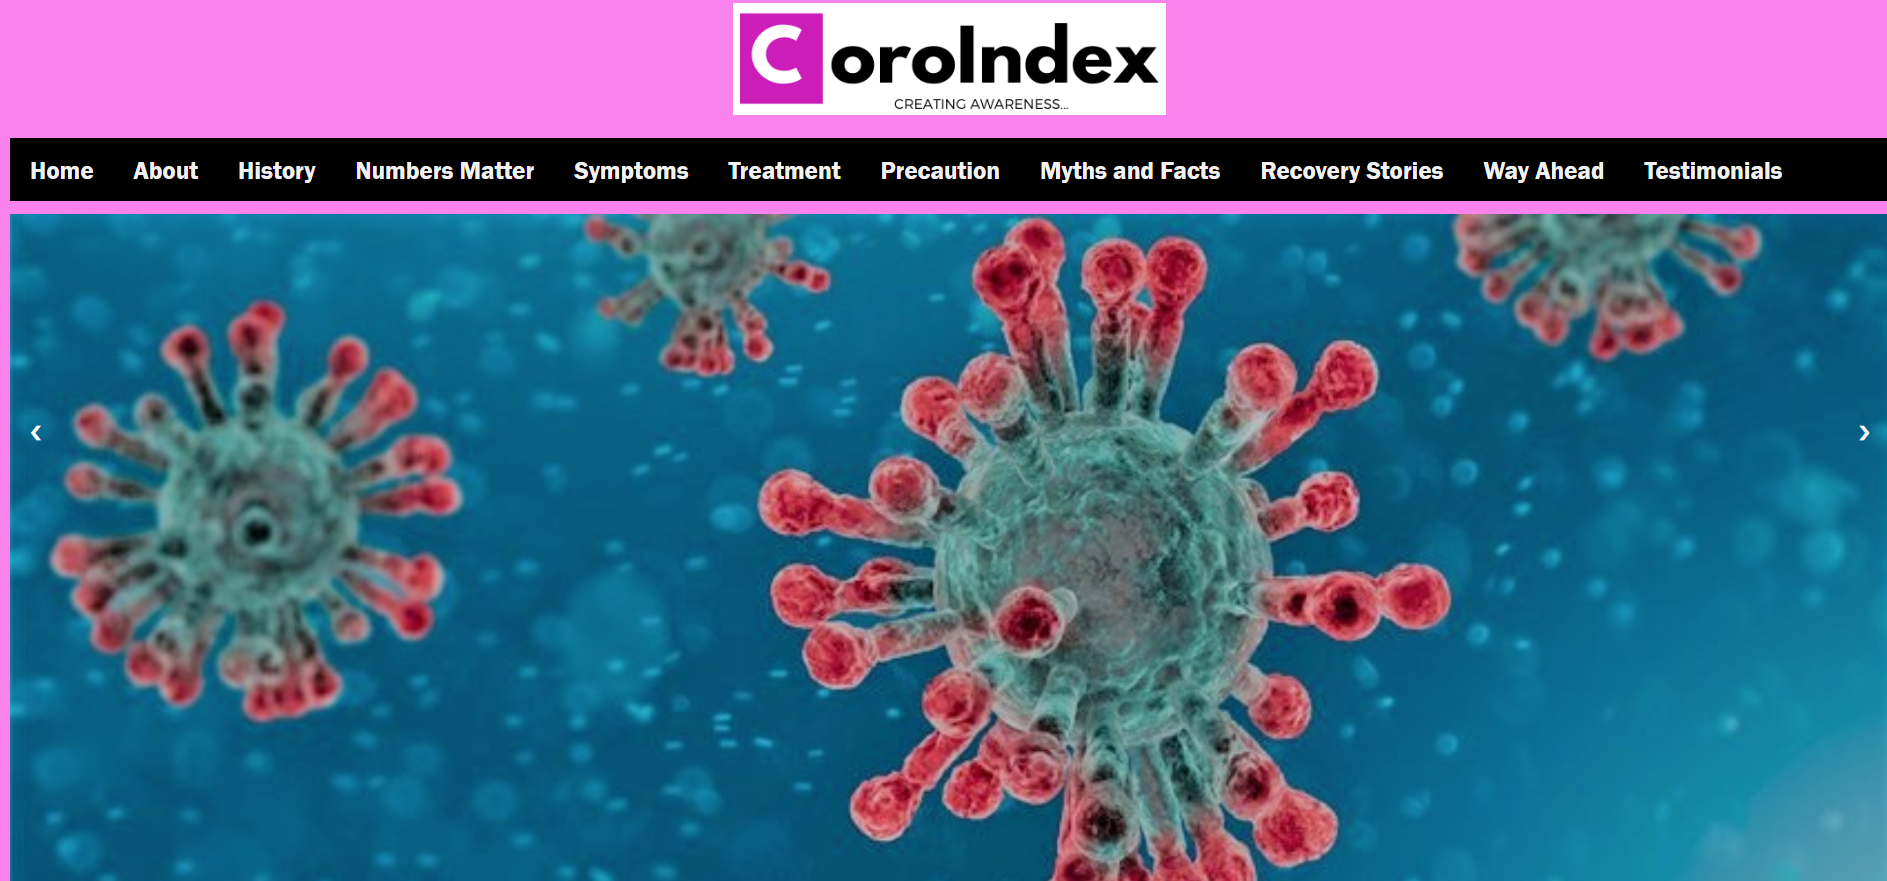 CoroIndex
CREATING AWARENESS...
Home About History Numbers Matter Symptoms Treatment Precaution Myths and Facts Recovery Stories Way Ahead Testimonials
‹ ›